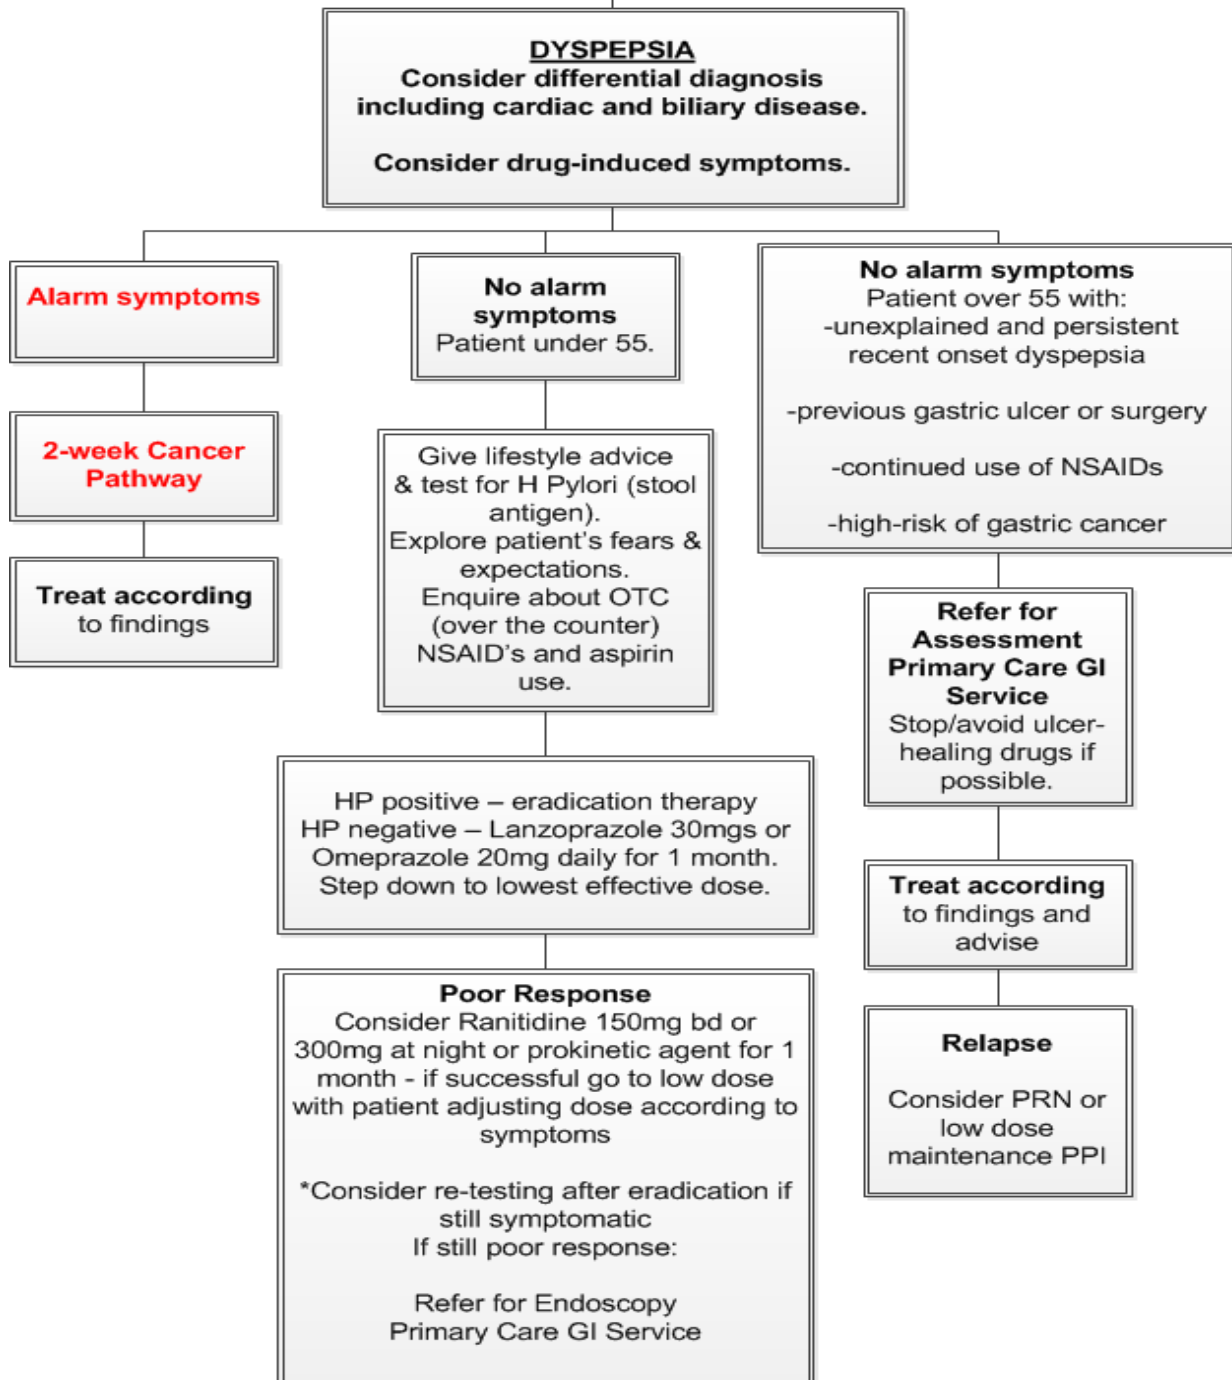 DYSPEPSIA
Consider differential diagnosis
including cardiac and biliary disease.
Consider drug-induced symptoms.
Alarm symptoms
2-week Cancer
Pathway
Treat according
to findings
No alarm
symptoms
Patient under 55.
Give lifestyle advice
& test for H Pylori (stool
antigen).
Explore patient's fears &
expectations.
Enquire about OTC
(over the counter)
NSAID's and aspirin
use.
HP positive – eradication therapy
HP negative – Lanzoprazole 30mgs or
Omeprazole 20mg daily for 1 month.
Step down to lowest effective dose.
Poor Response
Consider Ranitidine 150mg bd or
300mg at night or prokinetic agent for 1
month - if successful go to low dose
with patient adjusting dose according to
symptoms
*Consider re-testing after eradication if
still symptomatic
If still poor response:
Refer for Endoscopy
Primary Care GI Service
No alarm symptoms
Patient over 55 with:
-unexplained and persistent
recent onset dyspepsia
-previous gastric ulcer or surgery
-continued use of NSAIDs
-high-risk of gastric cancer
Refer for
Assessment
Primary Care GI
Service
Stop/avoid ulcer-
healing drugs if
possible.
Treat according
to findings and
advise
Relapse
Consider PRN or
low dose
maintenance PPI